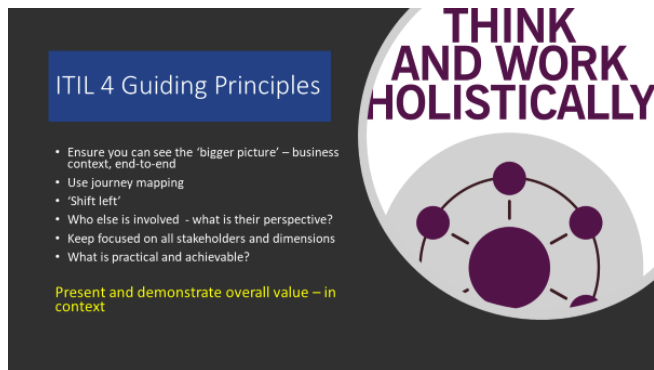 ITIL 4 Guiding Principles
• Ensure you can see the ‘bigger picture’ – business
context, end-to-end
• Use journey mapping
• ‘Shift left’
• Who else is involved - what is their perspective?
• Keep focused on all stakeholders and dimensions
• What is practical and achievable?
Present and demonstrate overall value – in
context
THINK
AND WORK
HOLISTICALLY